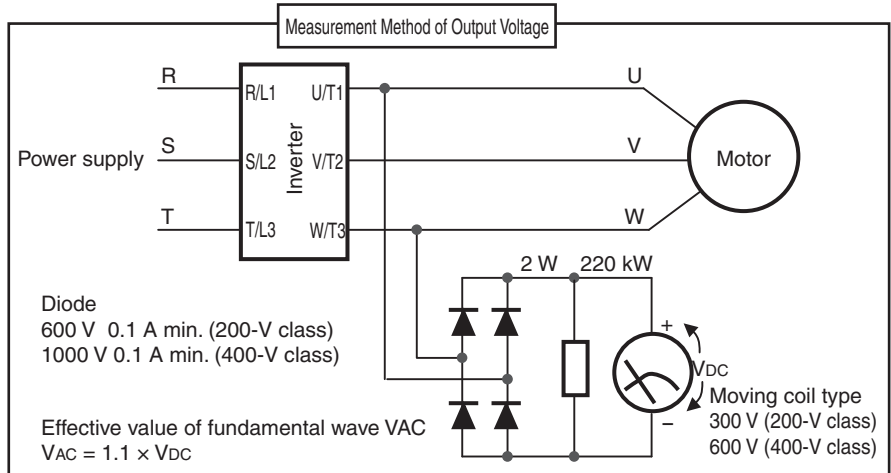 Measurement Method of Output Voltage
R
R/L1
U/T1
U
Power supply
S
S/L2
Inverter
V/T2
V
Motor
T
T/L3
W/T3
W
2 W
220 kW
Diode
600 V 0.1 A min. (200-V class)
1000 V 0.1 A min. (400-V class)
+
VDC
−
Moving coil type
300 V (200-V class)
600 V (400-V class)
Effective value of fundamental wave VAC
VAC = 1.1 × VDC